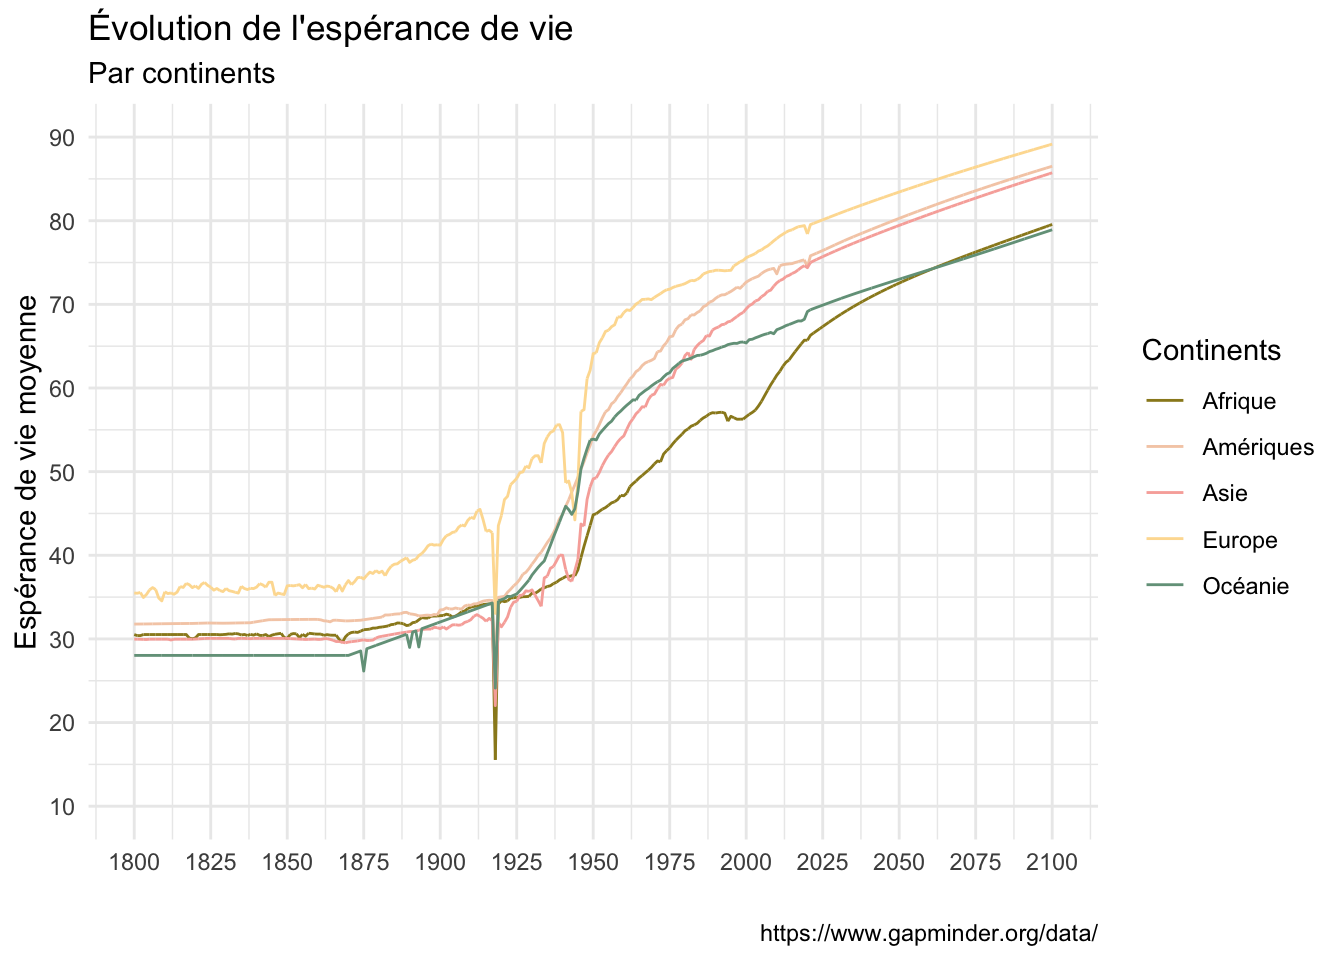 Évolution de l'espérance de vie
Par continents
Espérance de vie moyenne
90
80
70
60
50
40
30
20
10
1800 1825 1850 1875 1900 1925 1950 1975 2000 2025 2050 2075 2100
Continents
Afrique
Amériques
Asie
Europe
Océanie
https://www.gapminder.org/data/